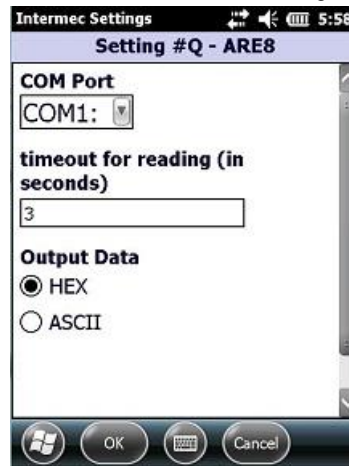 Intermec Settings 5:58
Setting #Q - ARE8
COM Port
COM1:
timeout for reading (in
seconds)
3
Output Data
HEX
ASCII
OK Cancel